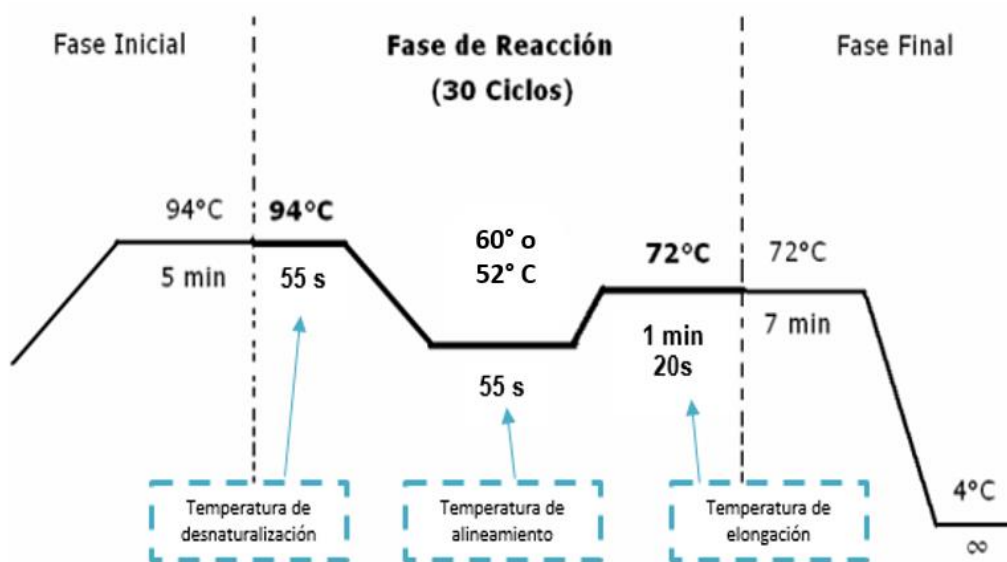 Fase Inicial
Fase de Reacción
(30 Ciclos)
Fase Final
94°C
5 min
94°C
55 s
60° o
52° C
55 s
72°C
1 min
20s
72°C
7 min
4°C
∞
Temperatura de
desnaturalización
Temperatura de
alineamiento
Temperatura de
elongación